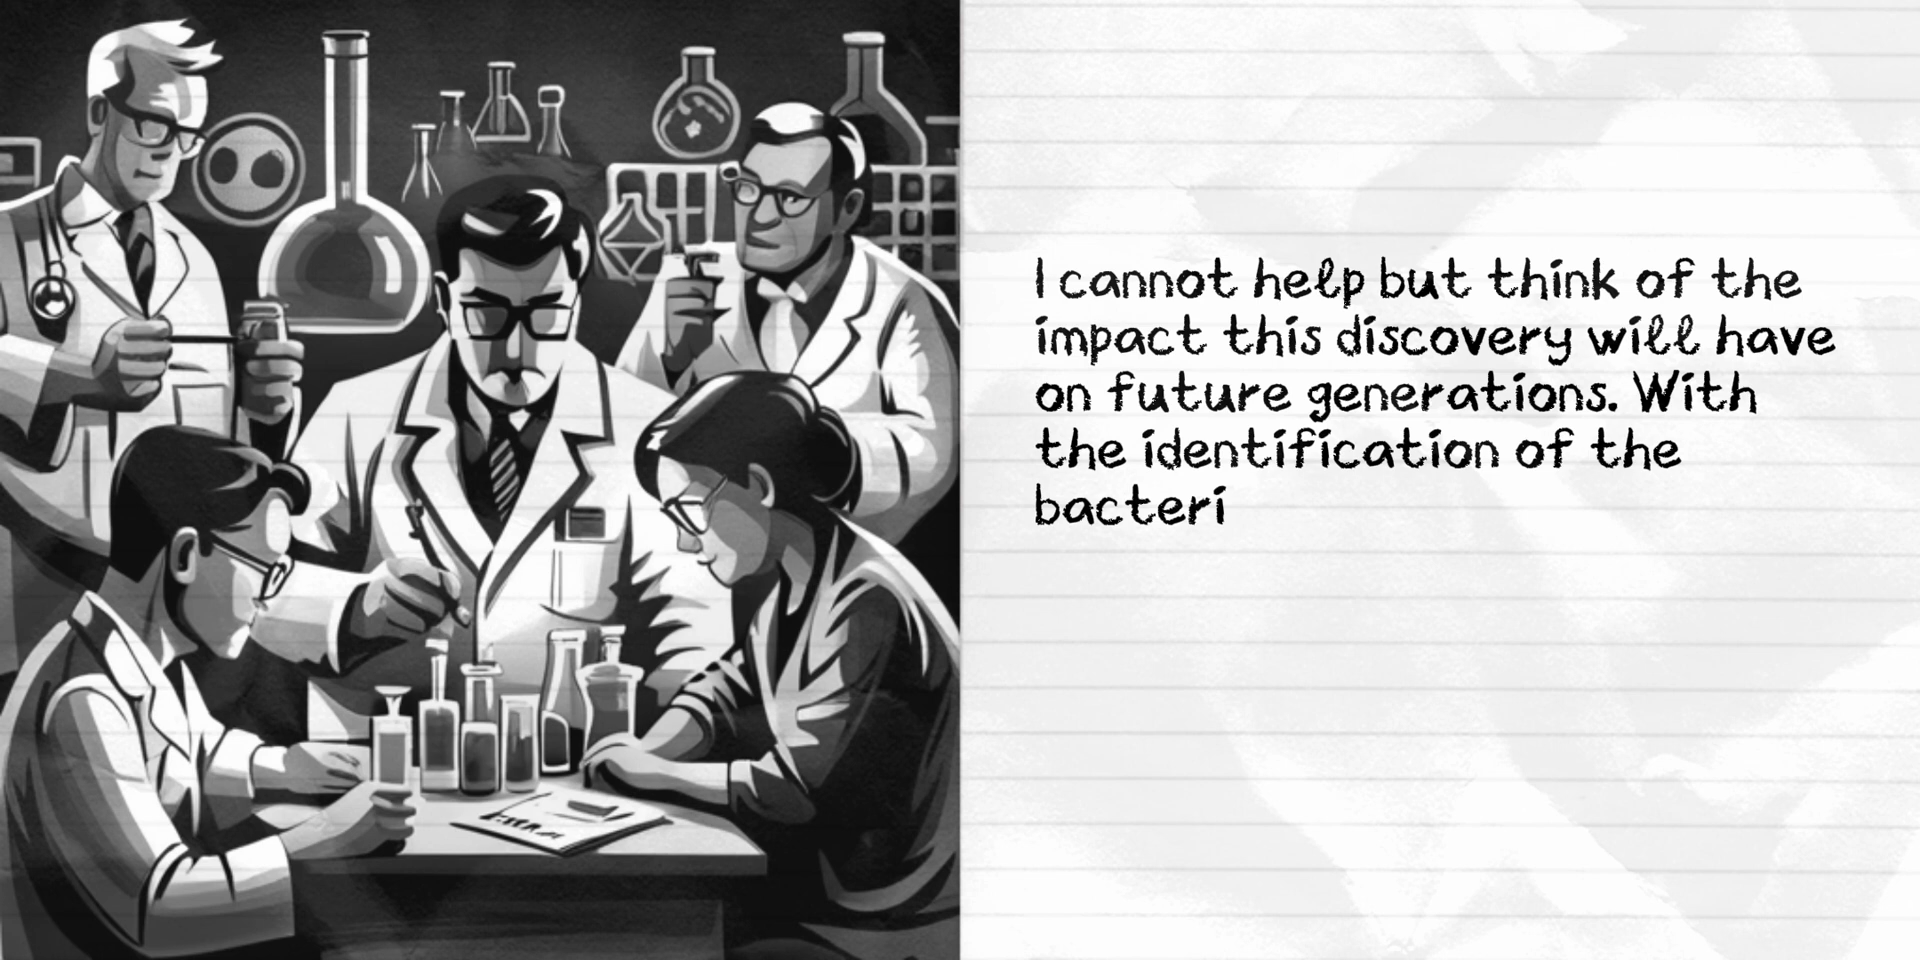 I cannot help but think of the
impact this discovery will have
on future generations. With
the identification of the
bacteri